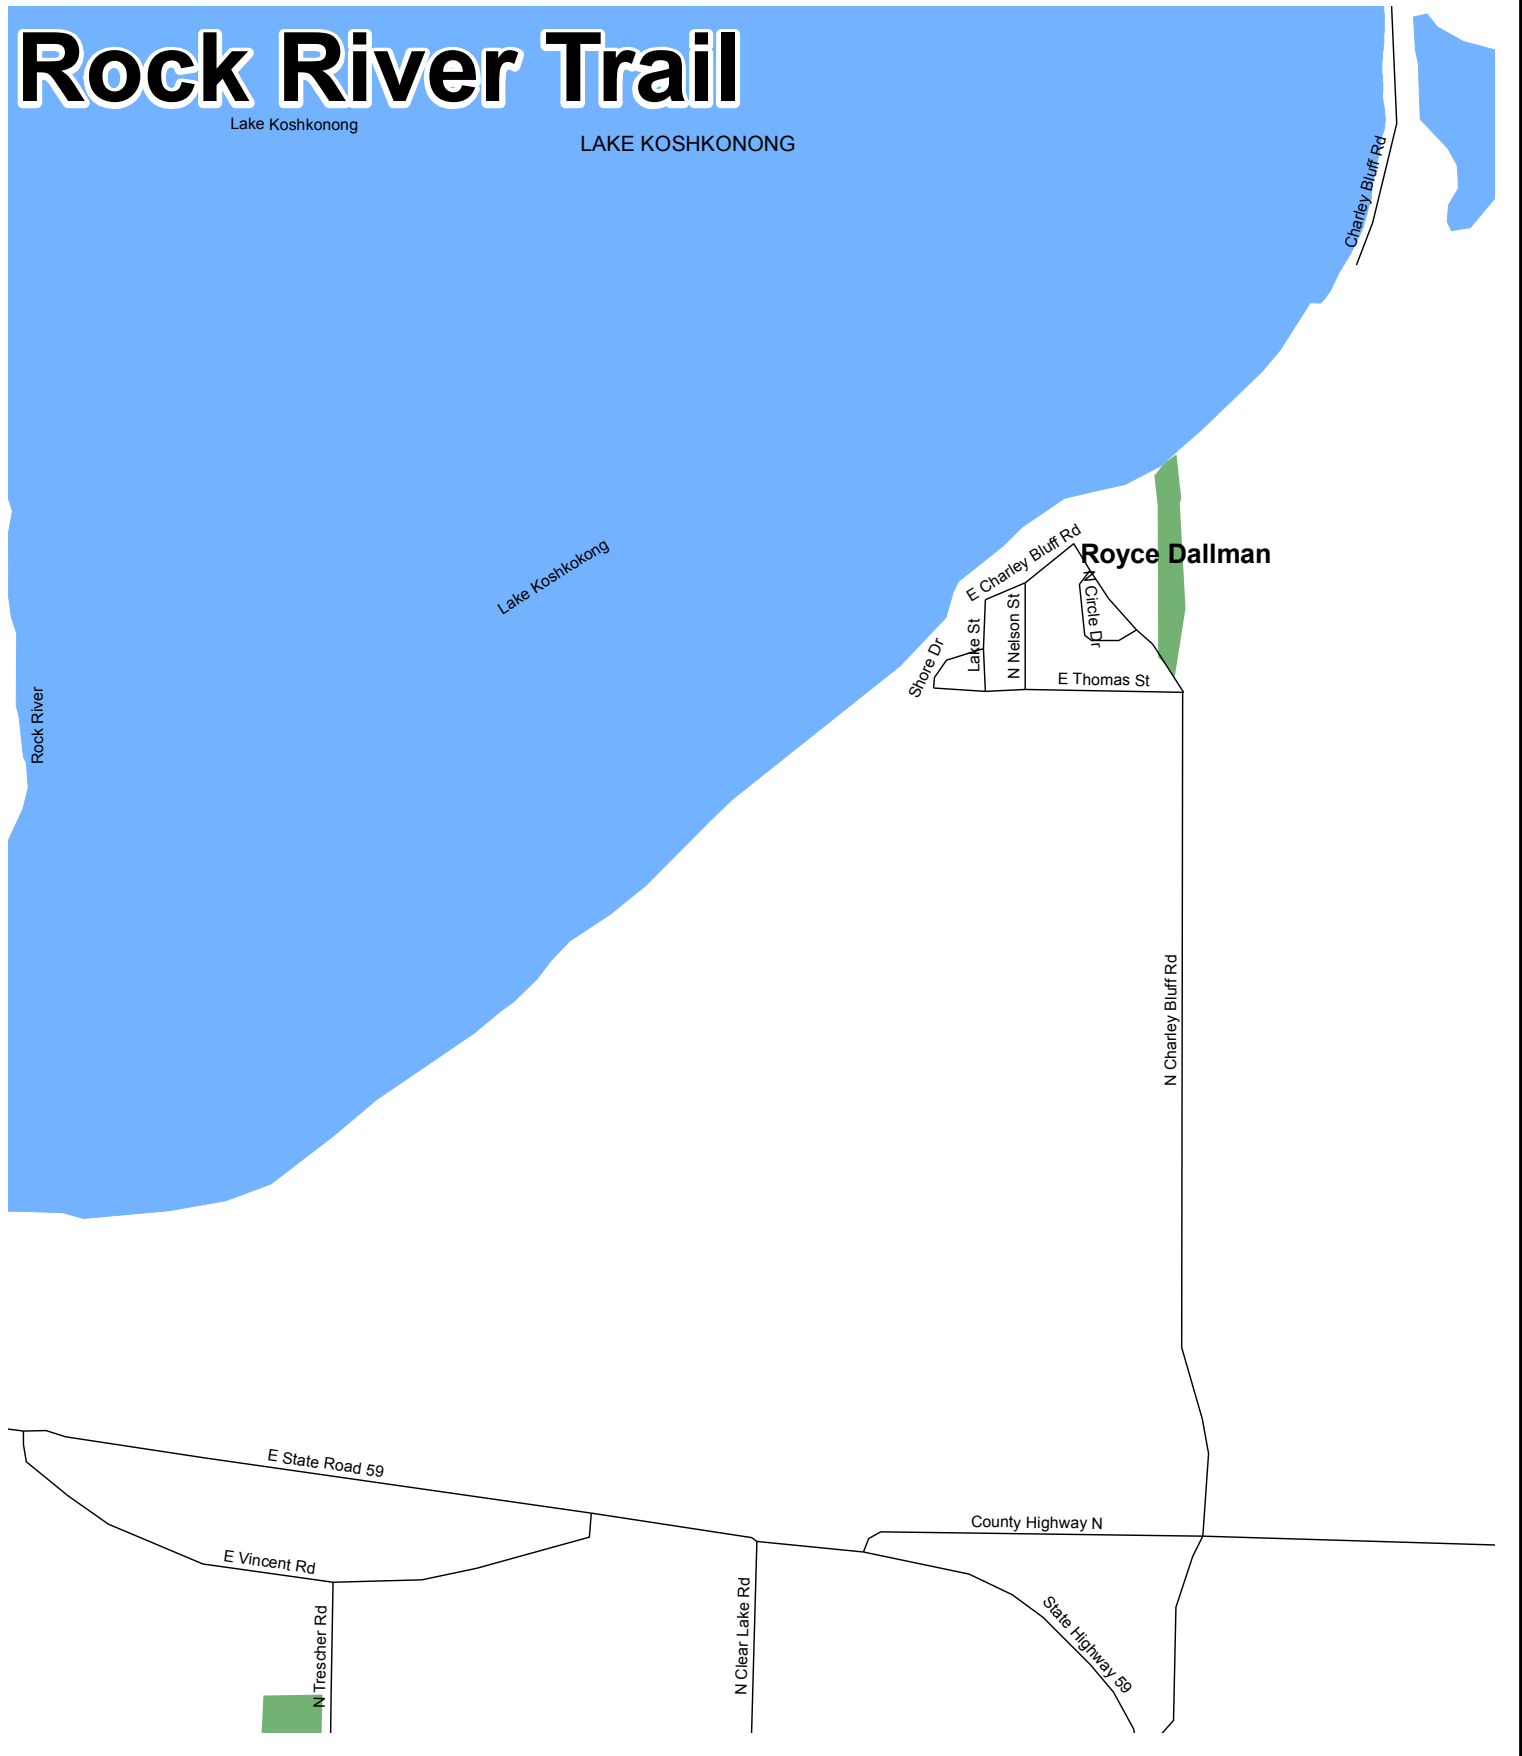 Rock River Trail
Lake Koshkonong
LAKE KOSHKONONG
Charley Bluff Rd
Lake Koshkokong
E Charley Bluff Rd
Royce Dallman
N Circle Dr
N Nelson St
Lake St
Shore Dr
E Thomas St
Rock River
N Charley Bluff Rd
E State Road 59
County Highway N
E Vincent Rd
N Trescher Rd
N Clear Lake Rd
State Highway 59